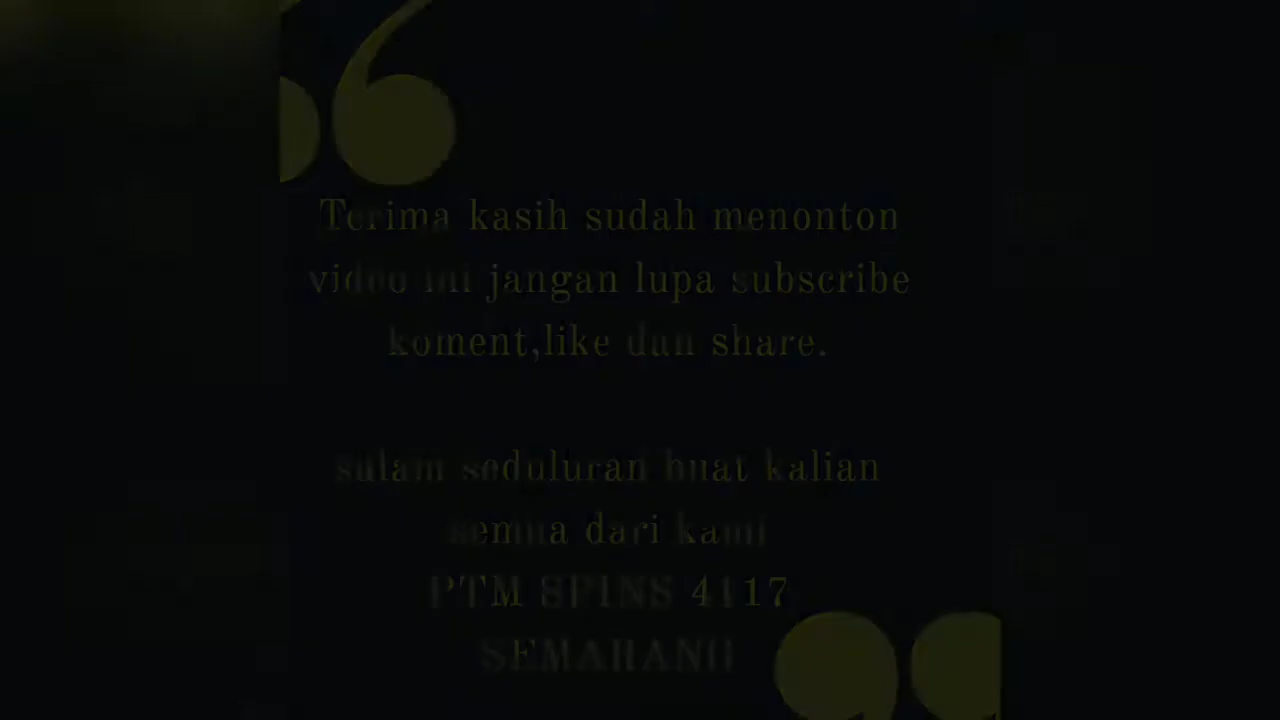 Terima kasih sudah menonton
video ini jangan lupa subscribe
koment,like dan share.
salam seduluran buat kalian
semua dari kami
PTM SPINS 4117
SEMARANG